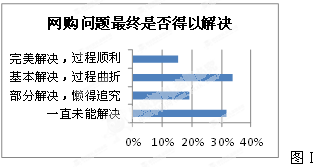 网购问题最终是否得以解决
完美解决，过程顺利
基本解决，过程曲折
部分解决，懒得追究
一直未能解决
0% 10% 20% 30% 40%
图 I